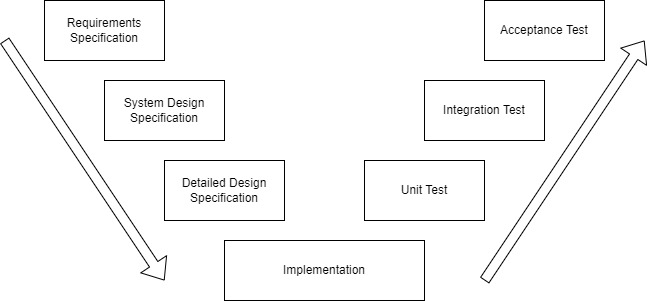 Requirements
Specification
Acceptance Test
System Design
Specification
Integration Test
Detailed Design
Specification
Unit Test
Implementation